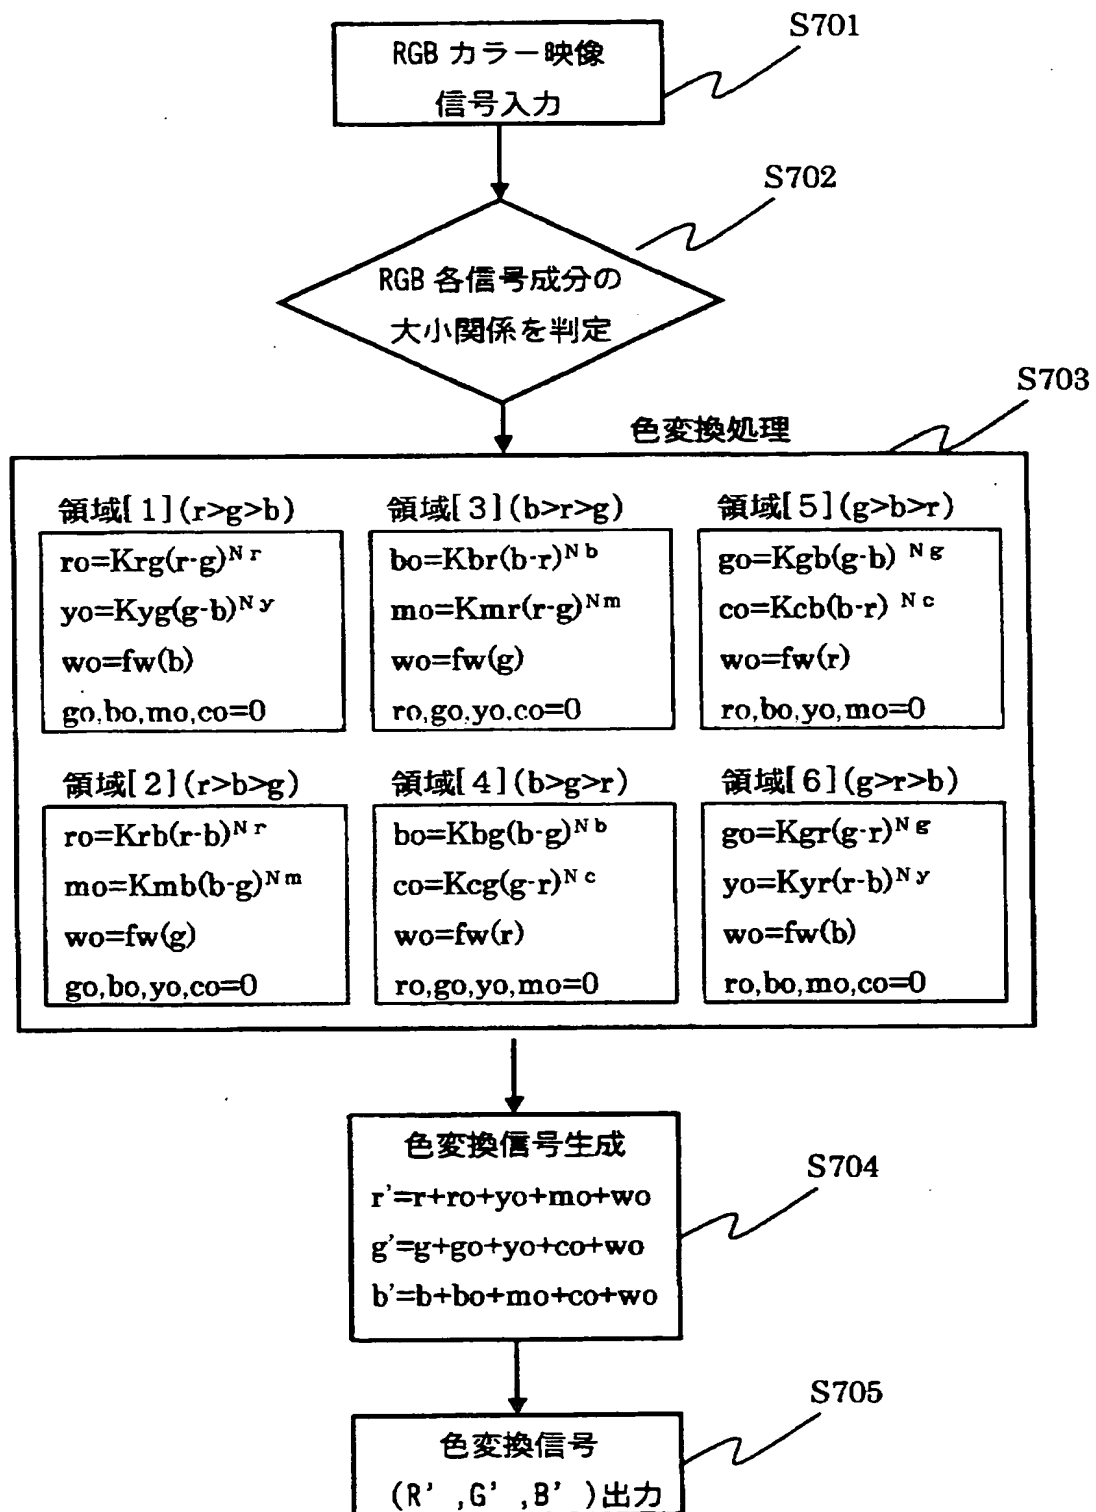 RGB カラー映像
信号入力
S701
S702
RGB 各信号成分の
大小関係を判定
S703
色変換処理
領域[1](r>g>b)
ro=Krg(r-g)^Nr
yo=Kyg(g-b)^Ny
wo=fw(b)
go,bo,mo,co=0
領域[3](b>r>g)
bo=Kbr(b-r)^Nb
mo=Kmr(r-g)^Nm
wo=fw(g)
ro,go,yo,co=0
領域[5](g>b>r)
go=Kgb(g-b)^Ng
co=Kcb(b-r)^Nc
wo=fw(r)
ro,bo,yo,mo=0
領域[2](r>b>g)
ro=Krb(r-b)^Nr
mo=Kmb(b-g)^Nm
wo=fw(g)
go,bo,yo,co=0
領域[4](b>g>r)
bo=Kbg(b-g)^Nb
co=Kcg(g-r)^Nc
wo=fw(r)
ro,go,yo,mo=0
領域[6](g>r>b)
go=Kgr(g-r)^Ng
yo=Kyr(r-b)^Ny
wo=fw(b)
ro,bo,mo,co=0
色変換信号生成
r'=r+ro+yo+mo+wo
g'=g+go+yo+co+wo
b'=b+bo+mo+co+wo
S704
S705
色変換信号
(R' ,G' ,B' )出力